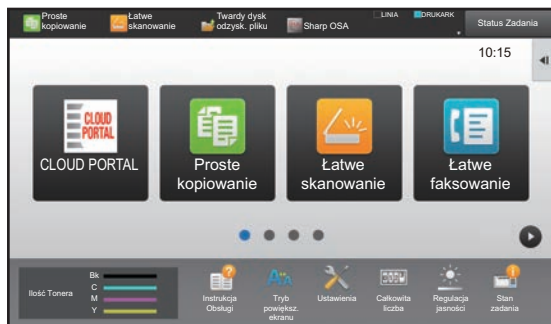 Proste
kopiowanie
Łatwe
skanowanie
Twardy dysk
odzysk. pliku
Sharp OSA
LINIA
DRUKARK
Status Zadania
10:15
CLOUD
PORTAL
CLOUD PORTAL
Proste
kopiowanie
Łatwe
skanowanie
Łatwe
faksowanie
Ilość Tonera
Bk
C
M
Y
Instrukcja
Obsługi
Tryb
powiększ.
ekranu
Ustawienia
Całkowita
liczba
Regulacja
jasności
Stan
zadania